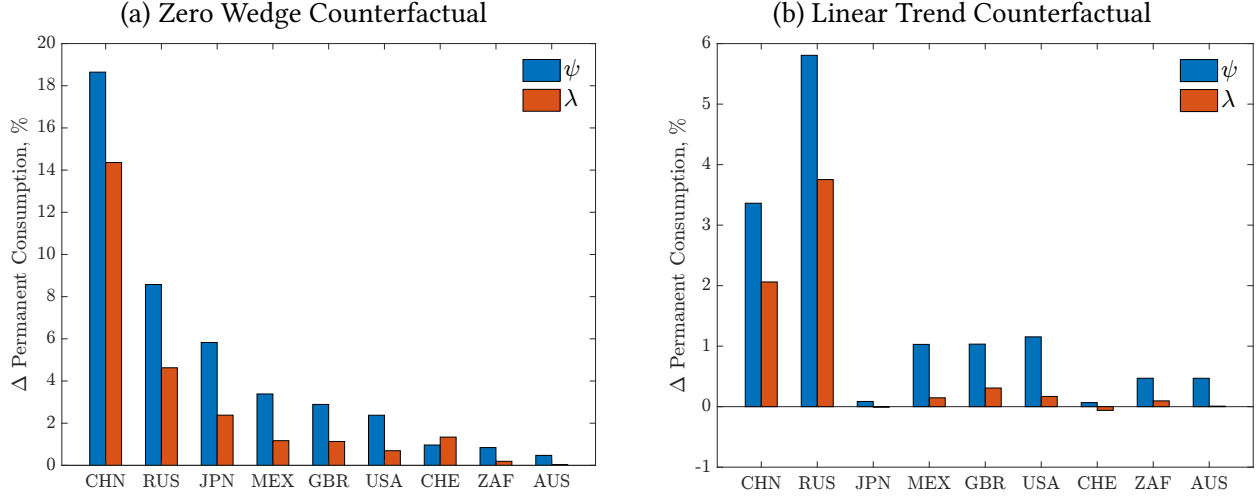 (a) Zero Wedge Counterfactual
20
18
16
14
12
10
8
6
4
2
0
Δ Permanent Consumption, %
ψ
λ
CHN RUS JPN MEX GBR USA CHE ZAF AUS
(b) Linear Trend Counterfactual
6
5
4
3
2
1
0
-1
Δ Permanent Consumption, %
ψ
λ
CHN RUS JPN MEX GBR USA CHE ZAF AUS